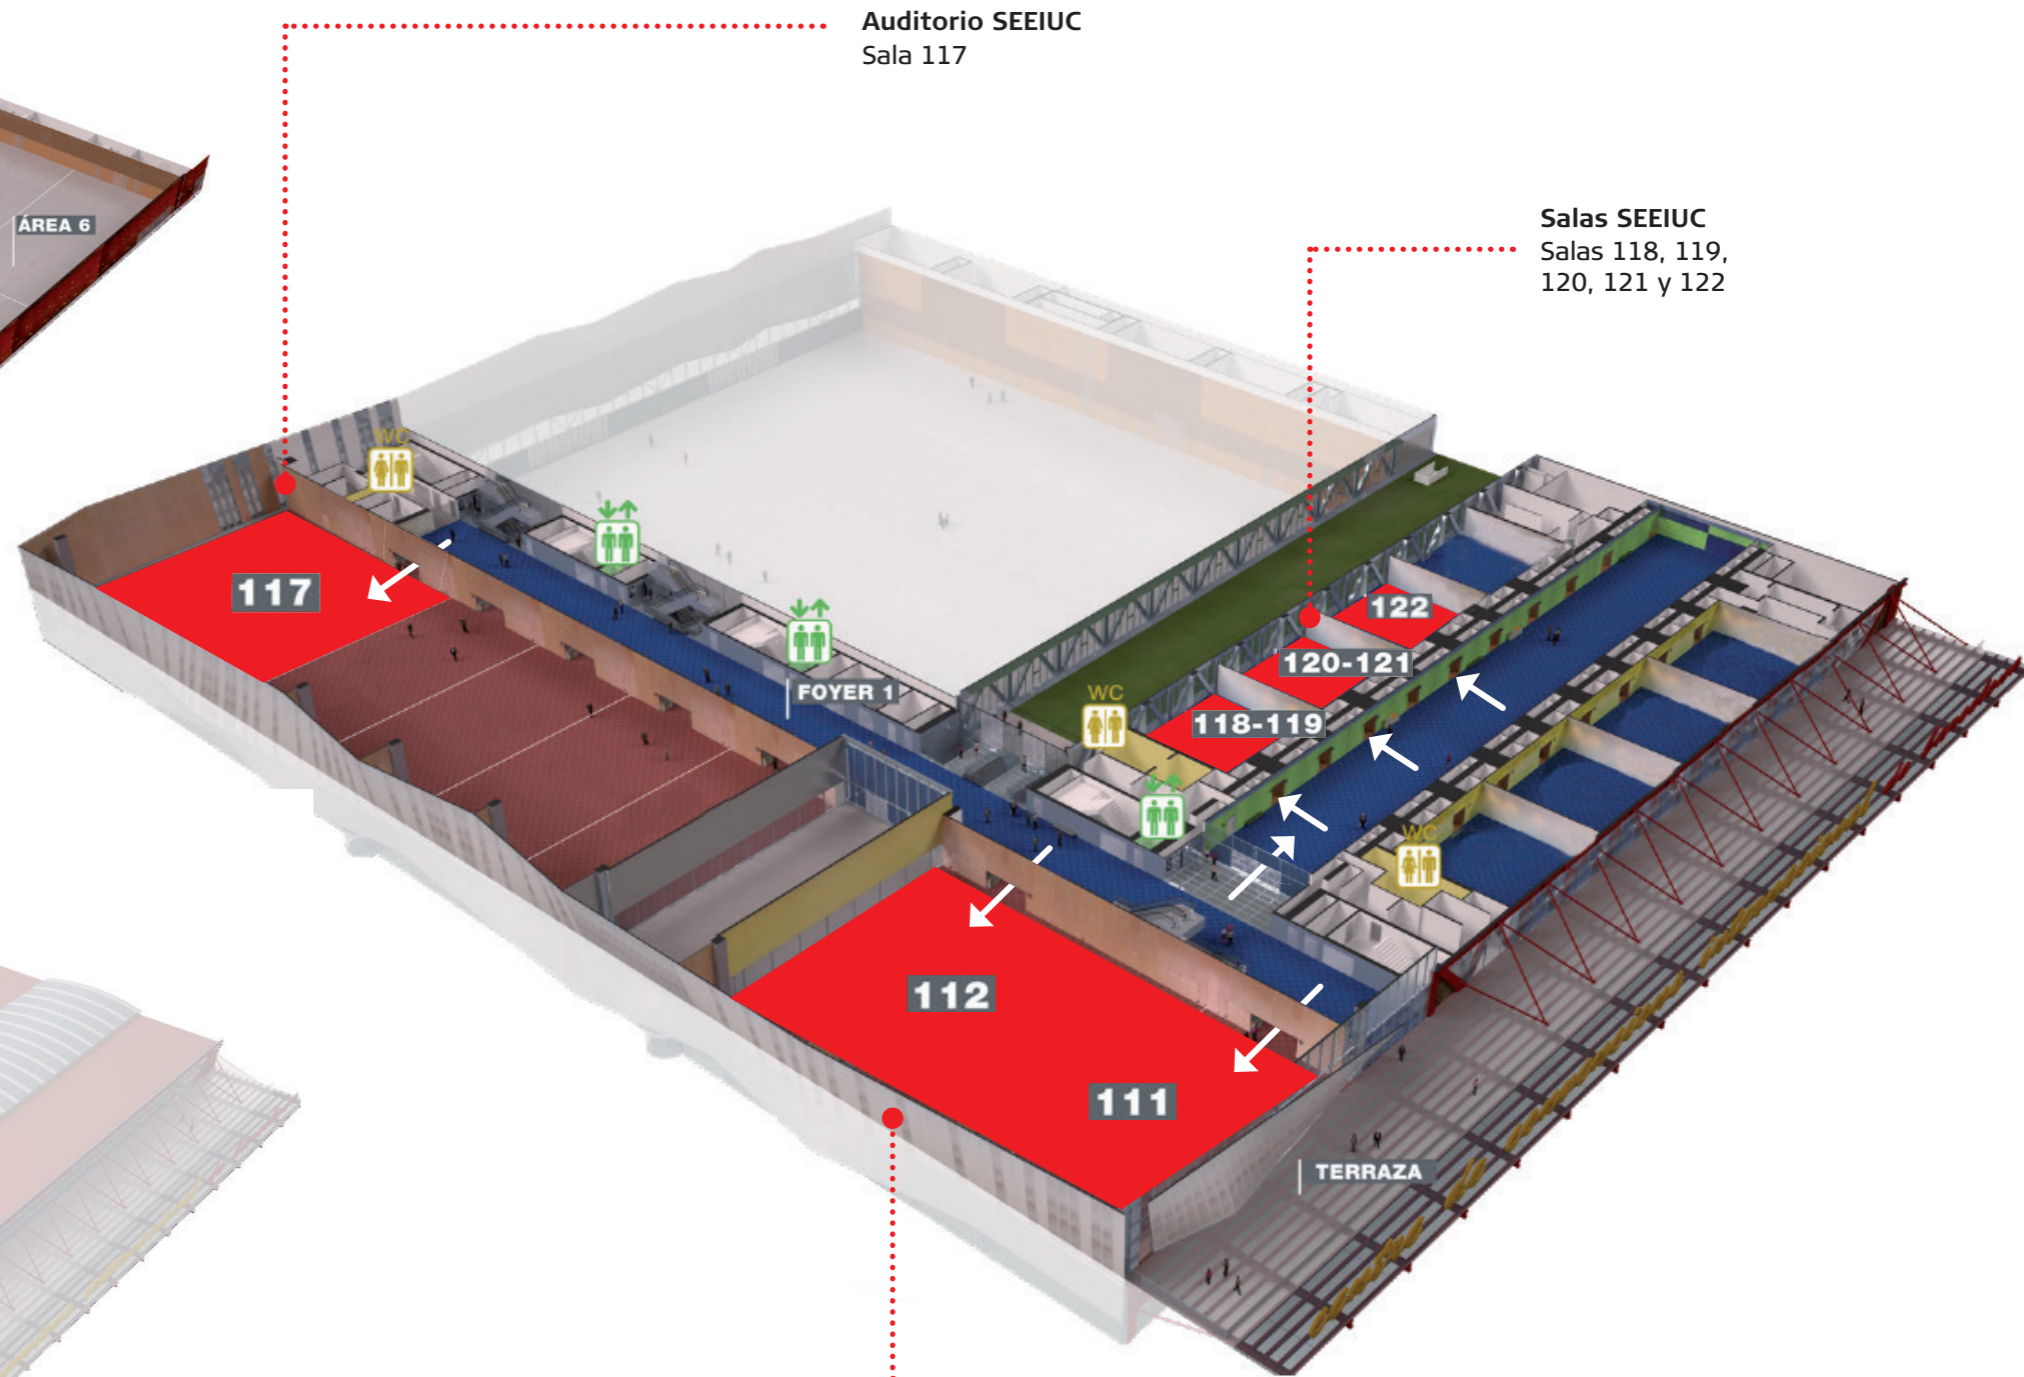 Auditorio SEEIUC
Sala 117
ÁREA 6
Salas SEEIUC
Salas 118, 119,
120, 121 y 122
WC
117
122
120-121
FOYER 1
WC
118-119
WC
112
111
TERRAZA